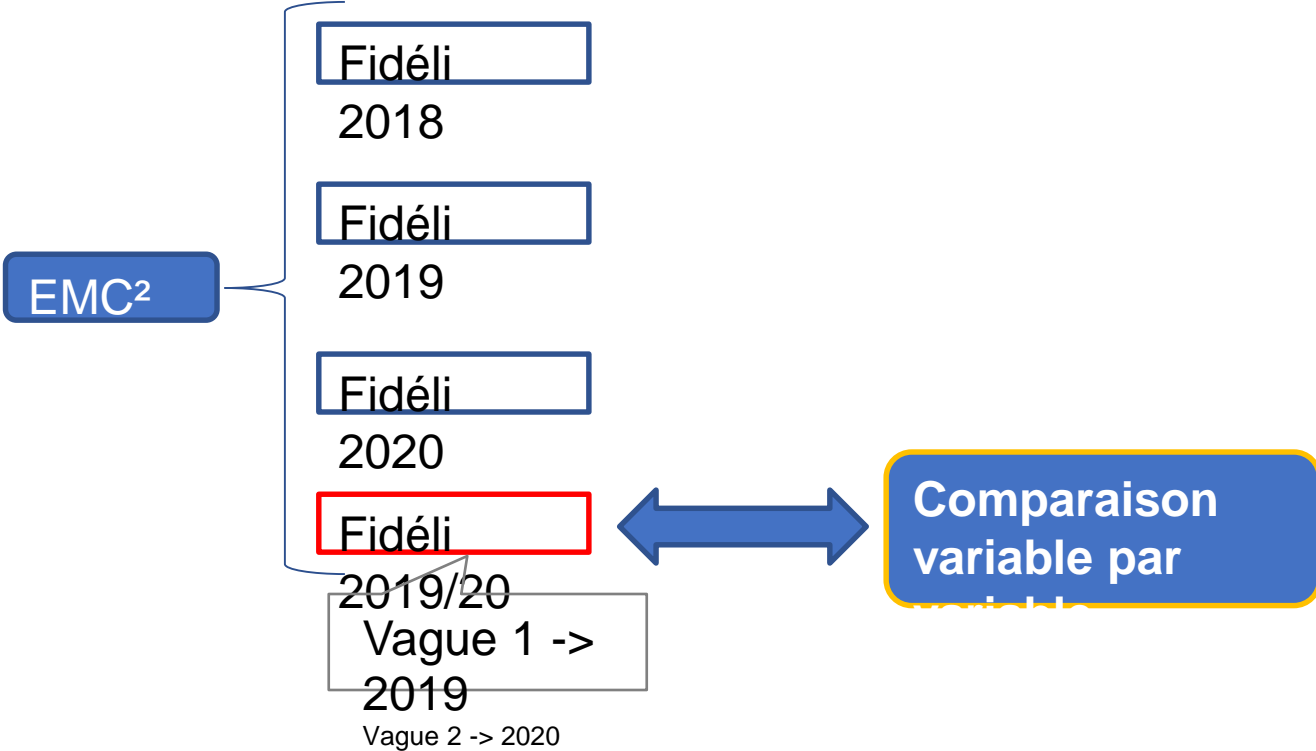 Fidéli
2018
Fidéli
2019
EMC²
Fidéli
2020
Fidéli
2019/20
Vague 1 ->
2019
Vague 2 -> 2020
Comparaison
variable par
variable